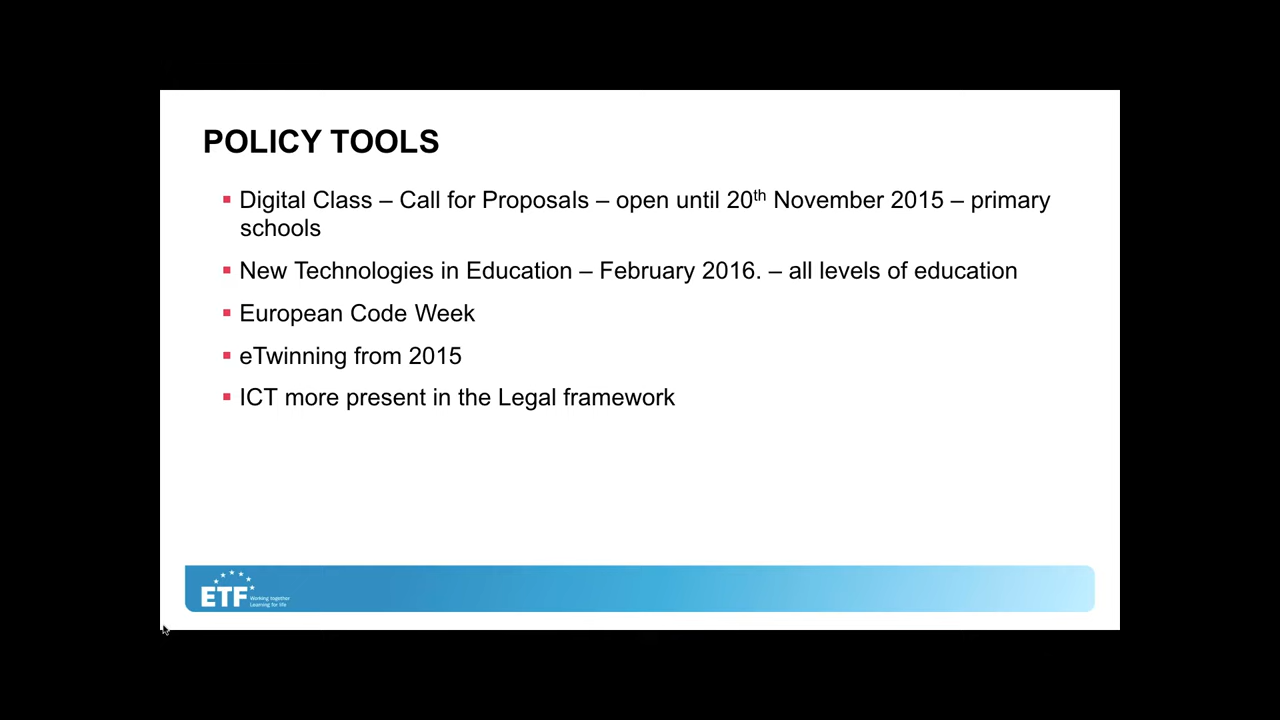 POLICY TOOLS
▪ Digital Class – Call for Proposals – open until 20th November 2015 – primary
schools
▪ New Technologies in Education – February 2016. – all levels of education
▪ European Code Week
▪ eTwinning from 2015
▪ ICT more present in the Legal framework
ETF
Working together
Learning for life